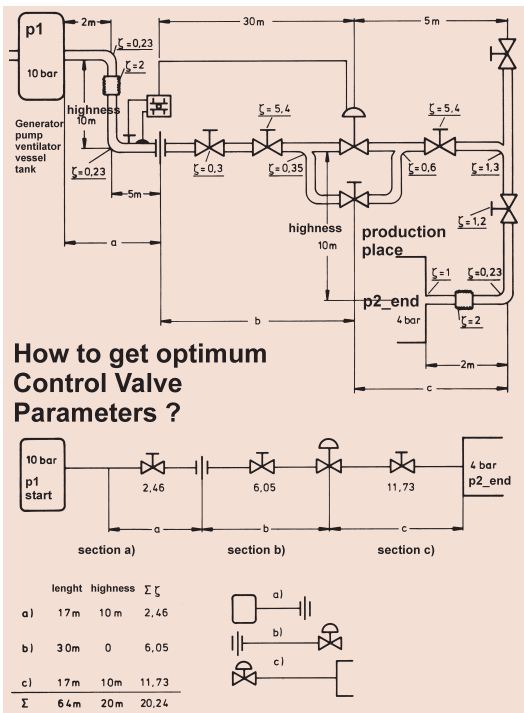 p1
10 bar
2m
30m
5m
ζ=0,23
ζ=2
highness
10m
Generator
pump
ventilator
vessel
tank
ζ=0,23
5m
ζ=5,4
ζ=5,4
ζ=0,3
ζ=0,35
ζ=0,6
ζ=1,3
highness
10m
ζ=1,2
production
place
a
ζ=1
ζ=0,23
p2_end
4 bar
ζ=2
b
2m
c
How to get optimum
Control Valve
Parameters ?
10 bar
p1
start
2,46
6,05
11,73
4 bar
p2_end
a
b
c
section a)
section b)
section c)
lenght highness Σζ
a) 17m 10m 2,46
b) 30m 0 6,05
c) 17m 10m 11,73
Σ 64m 20m 20,24
a)
b)
c)